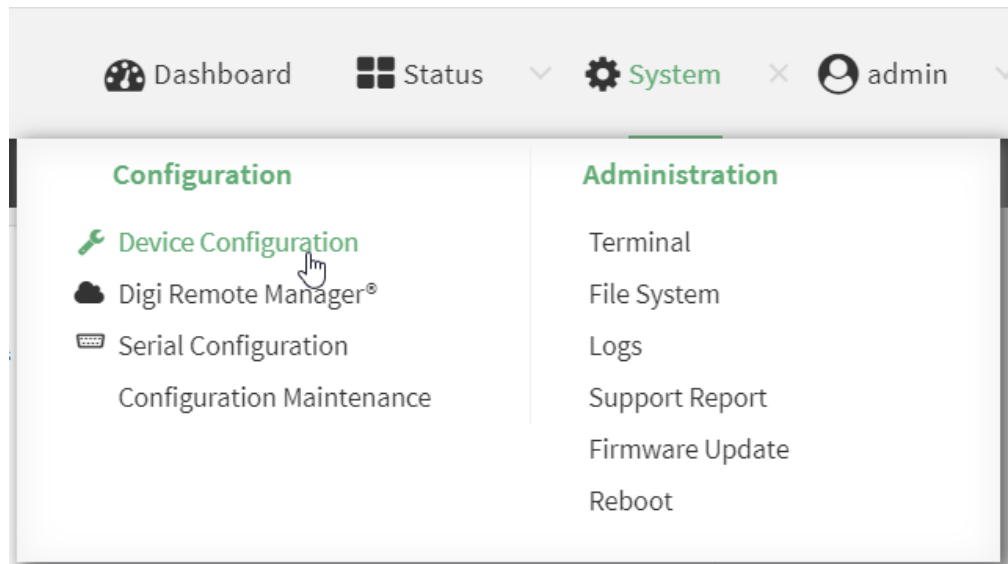 Dashboard Status System admin
Configuration
Device Configuration
Digi Remote Manager®
Serial Configuration
Configuration Maintenance
Administration
Terminal
File System
Logs
Support Report
Firmware Update
Reboot